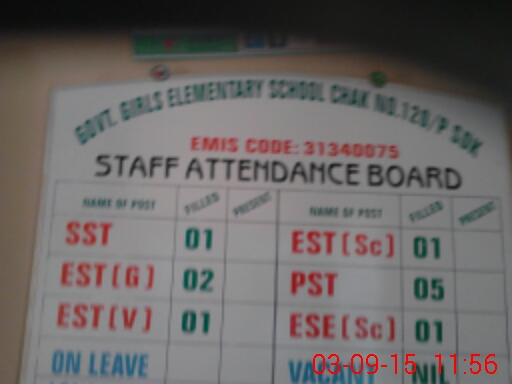 GOVT. GIRLS ELEMENTARY SCHOOL CHAK NO.120/P SDK
EMIS CODE: 31340075
STAFF ATTENDANCE BOARD
NAME OF POST FILLED PRESENT NAME OF POST FILLED PRESENT
SST 01 EST(Sc) 01
EST(G) 02 PST 05
EST(V) 01 ESE(Sc) 01
ON LEAVE VACANT NIL
03-09-15 11:56